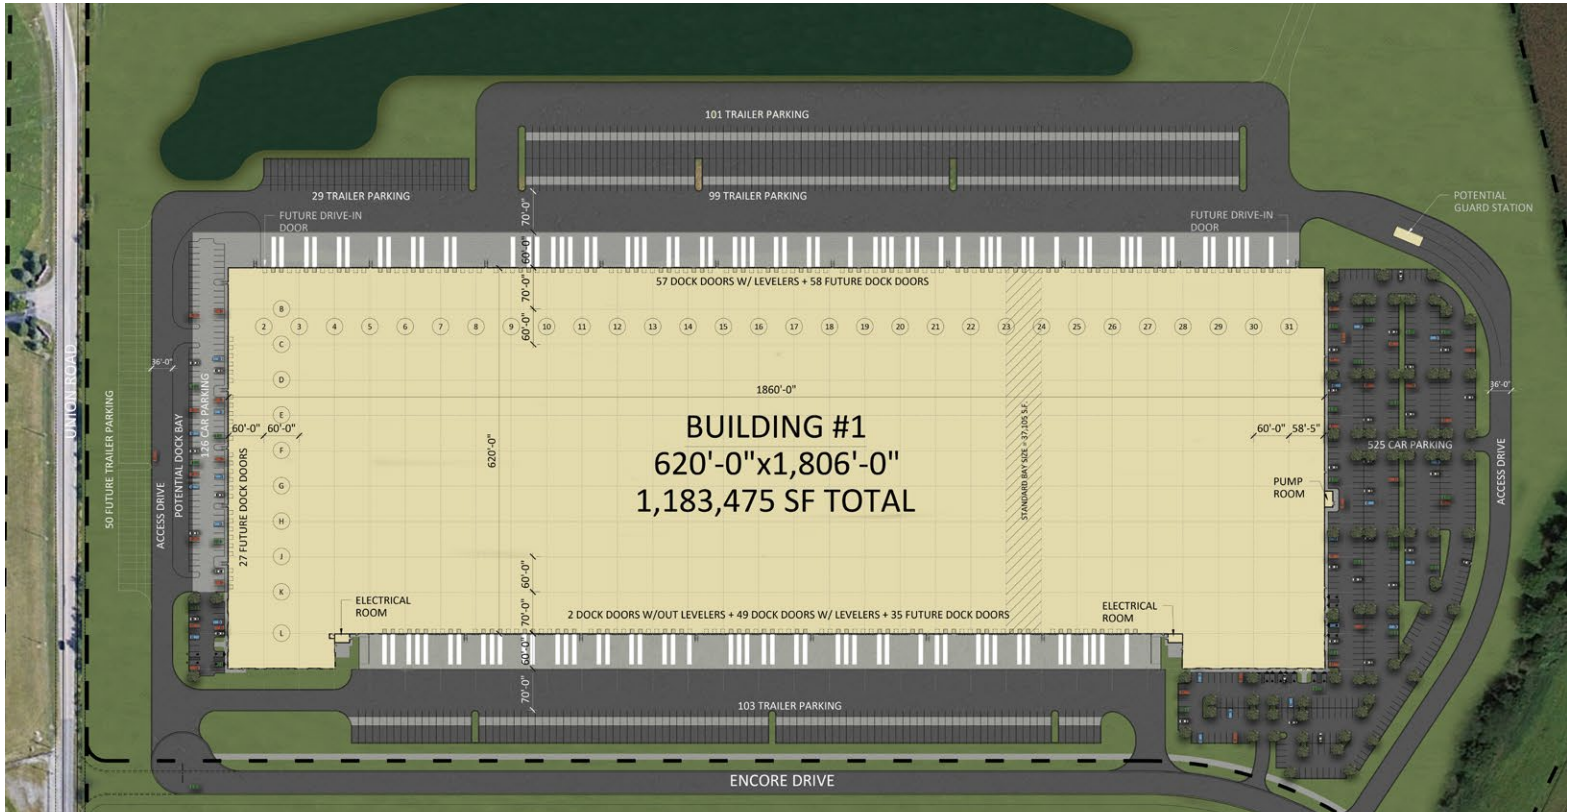 101 TRAILER PARKING
29 TRAILER PARKING
99 TRAILER PARKING
POTENTIAL
GUARD STATION
FUTURE DRIVE-IN
DOOR
70'-0"
60'-0"
FUTURE DRIVE-IN
DOOR
57 DOCK DOORS W/ LEVELERS + 58 FUTURE DOCK DOORS
70'-0"
60'-0"
2
3
4
5
6
7
8
9
10
11
12
13
14
15
16
17
18
19
20
21
22
23
24
25
26
27
28
29
30
31
B
C
D
E
F
G
H
J
K
L
36'-0"
1860'-0"
36'-0"
UNION ROAD
50 FUTURE TRAILER PARKING
ACCESS DRIVE
POTENTIAL DOCK BAY
126 CAR PARKING
27 FUTURE DOCK DOORS
60'-0"
60'-0"
620'-0"
BUILDING #1
620'-0"x1,806'-0"
1,183,475 SF TOTAL
STANDARD BAY SIZE = 37,105 S.F.
60'-0"
58'-5"
525 CAR PARKING
ACCESS DRIVE
PUMP
ROOM
60'-0"
70'-0"
ELECTRICAL
ROOM
2 DOCK DOORS W/OUT LEVELERS + 49 DOCK DOORS W/ LEVELERS + 35 FUTURE DOCK DOORS
ELECTRICAL
ROOM
60'-0"
70'-0"
103 TRAILER PARKING
ENCORE DRIVE